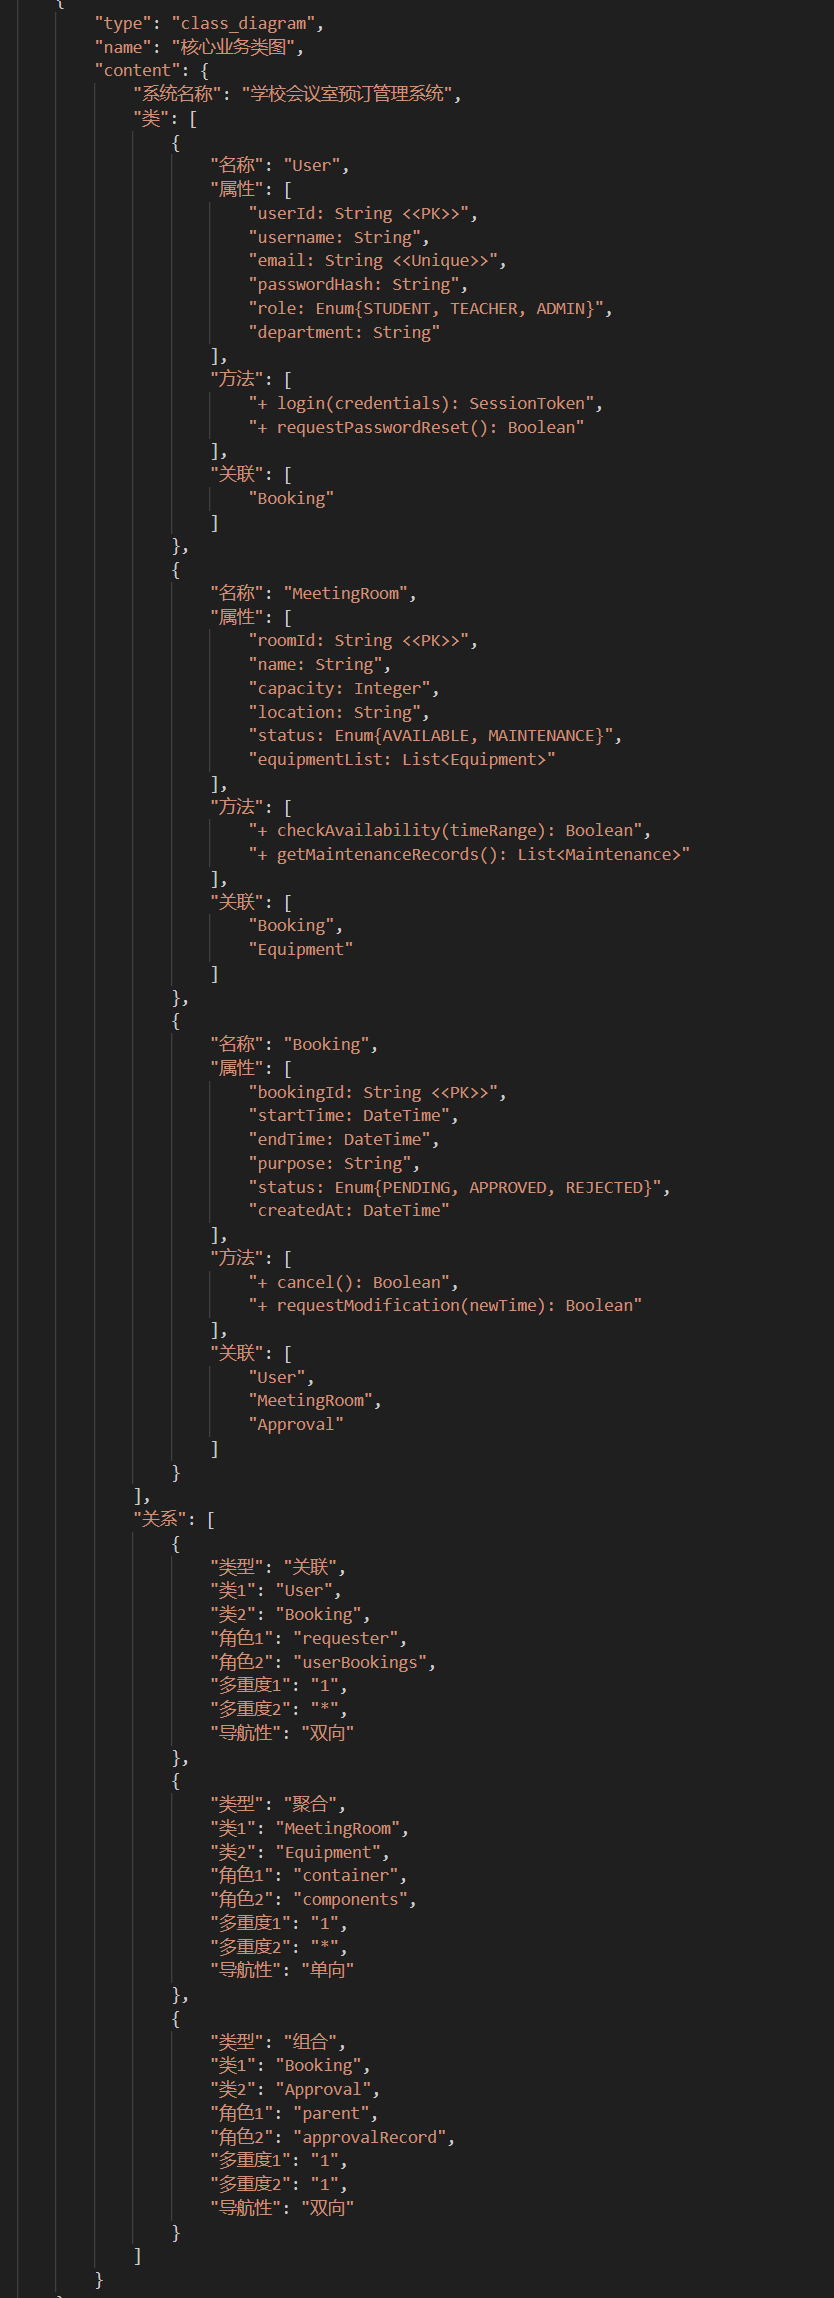 {
"type": "class_diagram",
"name": "核心业务类图",
"content": {
"系统名称": "学校会议室预订管理系统",
"类": [
{
"名称": "User",
"属性": [
"userId: String <<PK>>",
"username: String",
"email: String <<Unique>>",
"passwordHash: String",
"role: Enum{STUDENT, TEACHER, ADMIN}",
"department: String"
],
"方法": [
"+ login(credentials): SessionToken",
"+ requestPasswordReset(): Boolean"
],
"关联": [
"Booking"
]
},
{
"名称": "MeetingRoom",
"属性": [
"roomId: String <<PK>>",
"name: String",
"capacity: Integer",
"location: String",
"status: Enum{AVAILABLE, MAINTENANCE}",
"equipmentList: List<Equipment>"
],
"方法": [
"+ checkAvailability(timeRange): Boolean",
"+ getMaintenanceRecords(): List<Maintenance>"
],
"关联": [
"Booking",
"Equipment"
]
},
{
"名称": "Booking",
"属性": [
"bookingId: String <<PK>>",
"startTime: DateTime",
"endTime: DateTime",
"purpose: String",
"status: Enum{PENDING, APPROVED, REJECTED}",
"createdAt: DateTime"
],
"方法": [
"+ cancel(): Boolean",
"+ requestModification(newTime): Boolean"
],
"关联": [
"User",
"MeetingRoom",
"Approval"
]
}
],
"关系": [
{
"类型": "关联",
"类1": "User",
"类2": "Booking",
"角色1": "requester",
"角色2": "userBookings",
"多重度1": "1",
"多重度2": "*",
"导航性": "双向"
},
{
"类型": "聚合",
"类1": "MeetingRoom",
"类2": "Equipment",
"角色1": "container",
"角色2": "components",
"多重度1": "1",
"多重度2": "*",
"导航性": "单向"
},
{
"类型": "组合",
"类1": "Booking",
"类2": "Approval",
"角色1": "parent",
"角色2": "approvalRecord",
"多重度1": "1",
"多重度2": "1",
"导航性": "双向"
}
]
}